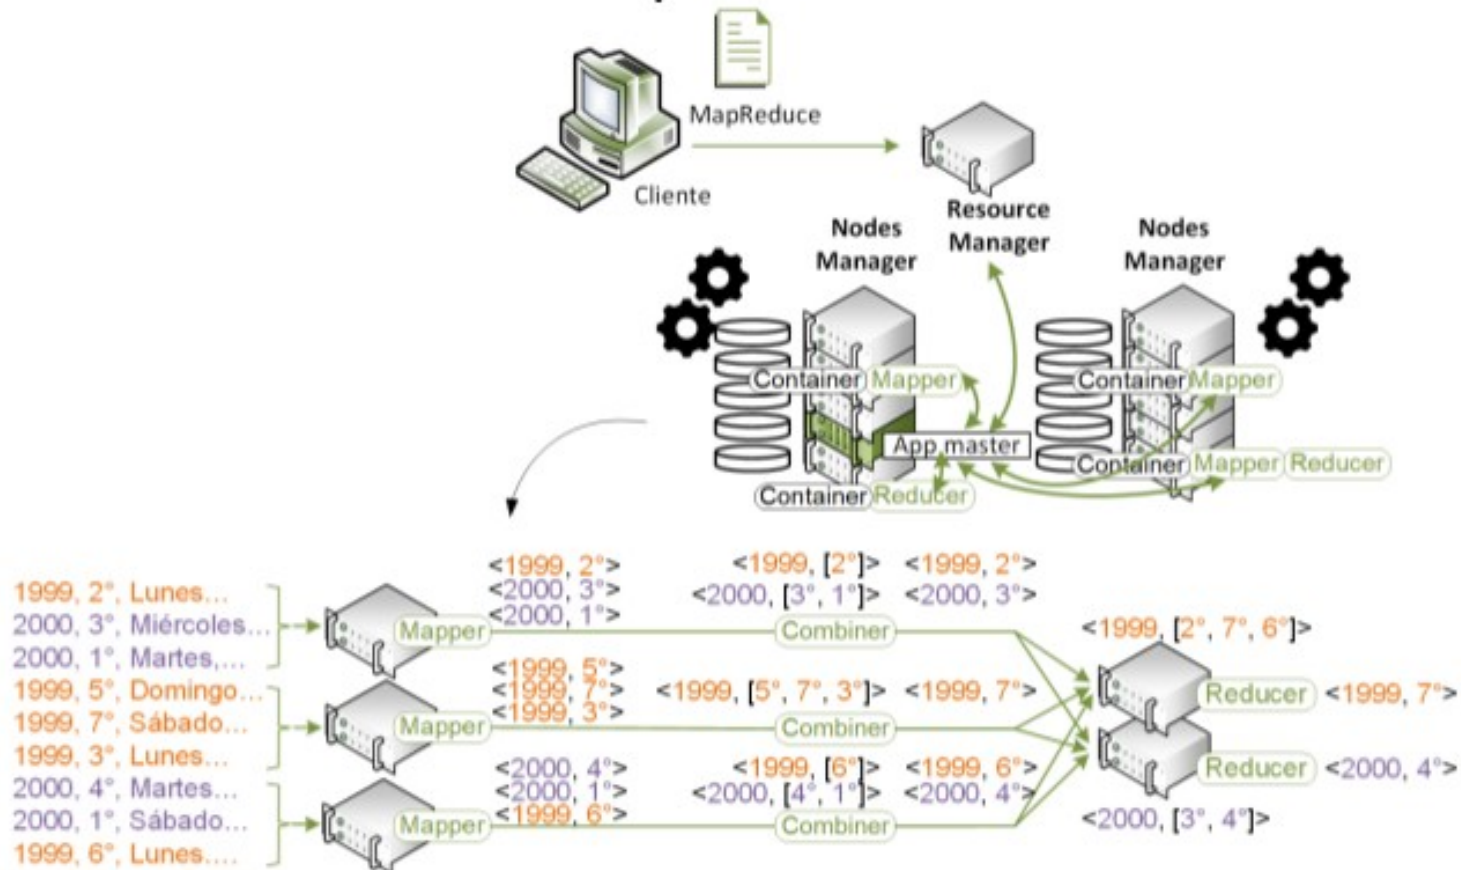 MapReduce
Cliente
Resource
Manager
Nodes
Manager
Nodes
Manager
Container Mapper
Container Mapper
App master
Container Mapper Reducer
Container Reducer
1999, 2°, Lunes...
2000, 3°, Miércoles...
2000, 1°, Martes,...
1999, 5°, Domingo...
1999, 7°, Sábado...
1999, 3°, Lunes...
2000, 4°, Martes...
2000, 1°, Sábado...
1999, 6°, Lunes....
Mapper
<1999, 2°>
<2000, 3°>
<2000, 1°>
<1999, [2°]> <1999, 2°>
<2000, [3°, 1°]> <2000, 3°>
Combiner
Mapper
<1999, 5°>
<1999, 7°>
<1999, 3°>
<1999, [5°, 7°, 3°]> <1999, 7°>
Combiner
Mapper
<2000, 4°>
<2000, 1°>
<1999, 6°>
<1999, [6°]> <1999, 6°>
<2000, [4°, 1°]> <2000, 4°>
Combiner
<1999, [2°, 7°, 6°]>
Reducer <1999, 7°>
Reducer <2000, 4°>
<2000, [3°, 4°]>